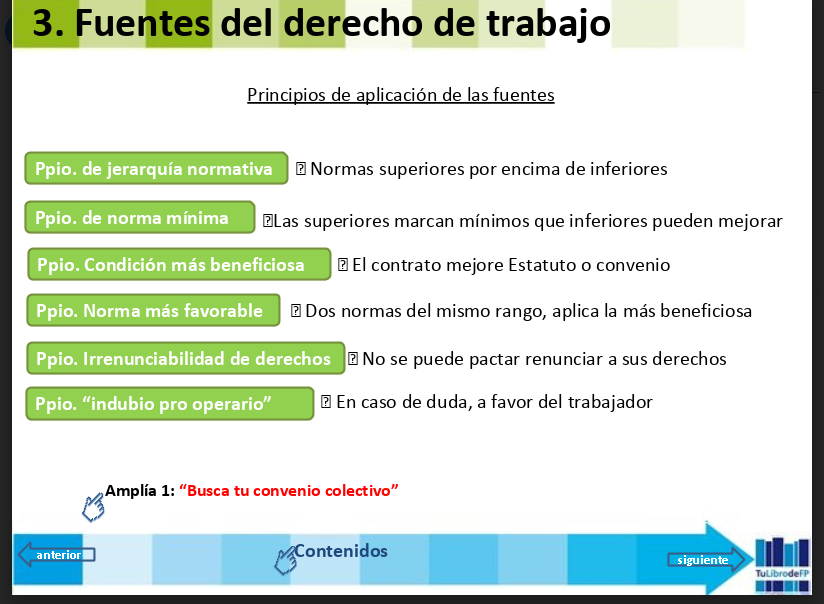 3. Fuentes del derecho de trabajo
Principios de aplicación de las fuentes
Ppio. de jerarquía normativa Normas superiores por encima de inferiores
Ppio. de norma mínima Las superiores marcan mínimos que inferiores pueden mejorar
Ppio. Condición más beneficiosa El contrato mejore Estatuto o convenio
Ppio. Norma más favorable Dos normas del mismo rango, aplica la más beneficiosa
Ppio. Irrenunciabilidad de derechos No se puede pactar renunciar a sus derechos
Ppio. “indubio pro operario” En caso de duda, a favor del trabajador
Amplía 1: “Busca tu convenio colectivo”
anterior
Contenidos
siguiente
TuLibrodeFP